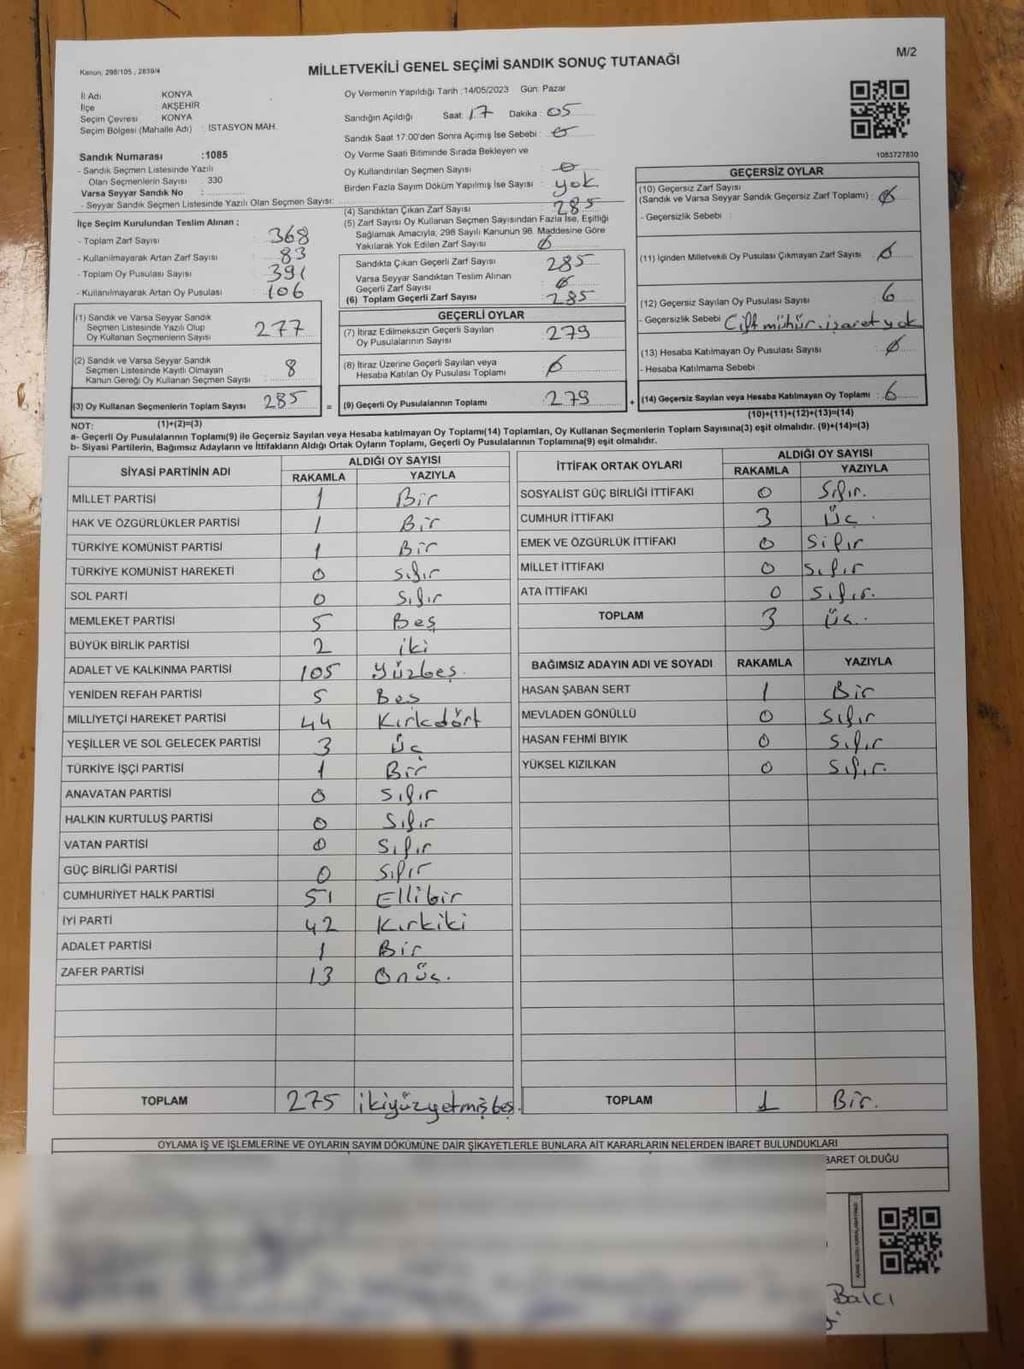 Kanun: 298/105 , 2839/4
MİLLETVEKİLİ GENEL SEÇİMİ SANDIK SONUÇ TUTANAĞI
M/2
İl Adı KONYA
İlçe AKŞEHİR
Seçim Çevresi KONYA
Seçim Bölgesi (Mahalle Adı) : İSTASYON MAH.
Oy Vermenin Yapıldığı Tarih :14/05/2023 Gün: Pazar
Sandığın Açıldığı Saat: 17 Dakika : 05
Sandık Saat 17:00'den Sonra Açımış İse Sebebi :
Oy Verme Saati Bitiminde Sırada Bekleyen ve
Oy Kullandırılan Seçmen Sayısı
Birden Fazla Sayım Döküm Yapılmış İse Sayısı : yok
1083727830
Sandık Numarası :1085
- Sandık Seçmen Listesinde Yazılı
Olan Seçmenlerin Sayısı : 330
Varsa Seyyar Sandık No :
- Seyyar Sandık Seçmen Listesinde Yazılı Olan Seçmen Sayısı:
İlçe Seçim Kurulundan Teslim Alınan :
- Toplam Zarf Sayısı 368
- Kullanılmayarak Artan Zarf Sayısı 83
- Toplam Oy Pusulası Sayısı 391
- Kullanılmayarak Artan Oy Pusulası 106
(1) Sandık ve Varsa Seyyar Sandık
Seçmen Listesinde Yazılı Olup
Oy Kullanan Seçmenlerin Sayısı 277
(2) Sandık ve Varsa Seyyar Sandık
Seçmen Listesinde Kayıtlı Olmayan
Kanun Gereği Oy Kullanan Seçmen Sayısı 8
(3) Oy Kullanan Seçmenlerin Toplam Sayısı 285 =
(1)+(2)=(3)
(4) Sandıktan Çıkan Zarf Sayısı 285
(5) Zarf Sayısı Oy Kullanan Seçmen Sayısından Fazla İse, Eşitliği
Sağlamak Amacıyla, 298 Sayılı Kanunun 98. Maddesine Göre
Yakılarak Yok Edilen Zarf Sayısı 0
Sandıkta Çıkan Geçerli Zarf Sayısı 285
Varsa Seyyar Sandıktan Teslim Alınan
Geçerli Zarf Sayısı 0
(6) Toplam Geçerli Zarf Sayısı 285
GEÇERLİ OYLAR
(7) İtiraz Edilmeksizin Geçerli Sayılan
Oy Pusulalarının Sayısı 279
(8) İtiraz Üzerine Geçerli Sayılan veya
Hesaba Katılan Oy Pusulası Toplamı 0
(9) Geçerli Oy Pusulalarının Toplamı 279 +
GEÇERSİZ OYLAR
(10) Geçersiz Zarf Sayısı
(Sandık ve Varsa Seyyar Sandık Geçersiz Zarf Toplamı) : 0
- Geçersizlik Sebebi :
(11) İçinden Milletvekili Oy Pusulası Çıkmayan Zarf Sayısı 0
(12) Geçersiz Sayılan Oy Pusulası Sayısı 6
- Geçersizlik Sebebi Çift mühür. işaret yok
(13) Hesaba Katılmayan Oy Pusulası Sayısı 0
- Hesaba Katılmama Sebebi
(14) Geçersiz Sayılan veya Hesaba Katılmayan Oy Toplamı : 6
(10)+(11)+(12)+(13)=(14)
NOT:
a- Geçerli Oy Pusulalarının Toplamı(9) ile Geçersiz Sayılan veya Hesaba katılmayan Oy Toplamı(14) Toplamları, Oy Kullanan Seçmenlerin Toplam Sayısına(3) eşit olmalıdır. (9)+(14)=(3)
b- Siyasi Partilerin, Bağımsız Adayların ve İttifakların Aldığı Ortak Oyların Toplamı, Geçerli Oy Pusulalarının Toplamına(9) eşit olmalıdır.
SİYASİ PARTİNİN ADI ALDIĞI OY SAYISI
RAKAMLA YAZIYLA
MİLLET PARTİSİ 1 Bir
HAK VE ÖZGÜRLÜKLER PARTİSİ 1 Bir
TÜRKİYE KOMÜNİST PARTİSİ 1 Bir
TÜRKİYE KOMÜNİST HAREKETİ 0 Sıfır
SOL PARTİ 0 Sıfır
MEMLEKET PARTİSİ 5 Beş
BÜYÜK BİRLİK PARTİSİ 2 iki
ADALET VE KALKINMA PARTİSİ 105 Yüzbeş.
YENİDEN REFAH PARTİSİ 5 Bes
MİLLİYETÇİ HAREKET PARTİSİ 44 Kırkdört
YEŞİLLER VE SOL GELECEK PARTİSİ 3 Üç
TÜRKİYE İŞÇİ PARTİSİ 1 Bir
ANAVATAN PARTİSİ 0 Sıfır
HALKIN KURTULUŞ PARTİSİ 0 Sıfır
VATAN PARTİSİ 0 Sıfır
GÜÇ BİRLİĞİ PARTİSİ 0 Sıfır
CUMHURİYET HALK PARTİSİ 51 Ellibir
İYİ PARTİ 42 Kırkiki
ADALET PARTİSİ 1 Bir
ZAFER PARTİSİ 13 Onüç.
TOPLAM 275 ikiyüzyetmişbeş.
İTTİFAK ORTAK OYLARI ALDIĞI OY SAYISI
RAKAMLA YAZIYLA
SOSYALİST GÜÇ BİRLİĞİ İTTİFAKI 0 Sıfır.
CUMHUR İTTİFAKI 3 Üç.
EMEK VE ÖZGÜRLÜK İTTİFAKI 0 Sıfır
MİLLET İTTİFAKI 0 Sıfır
ATA İTTİFAKI 0 Sıfır.
TOPLAM 3 Üç.
BAĞIMSIZ ADAYIN ADI VE SOYADI RAKAMLA YAZIYLA
HASAN ŞABAN SERT 1 Bir
MEVLADEN GÖNÜLLÜ 0 Sıfır
HASAN FEHMİ BIYIK 0 Sıfır
YÜKSEL KIZILKAN 0 Sıfır.
TOPLAM 1 Bir.
OYLAMA İŞ VE İŞLEMLERİNE VE OYLARIN SAYIM DÖKÜMÜNE DAİR ŞİKAYETLERLE BUNLARA AİT KARARLARIN NELERDEN İBARET BULUNDUKLARI
BARET OLDUĞU
Balcı